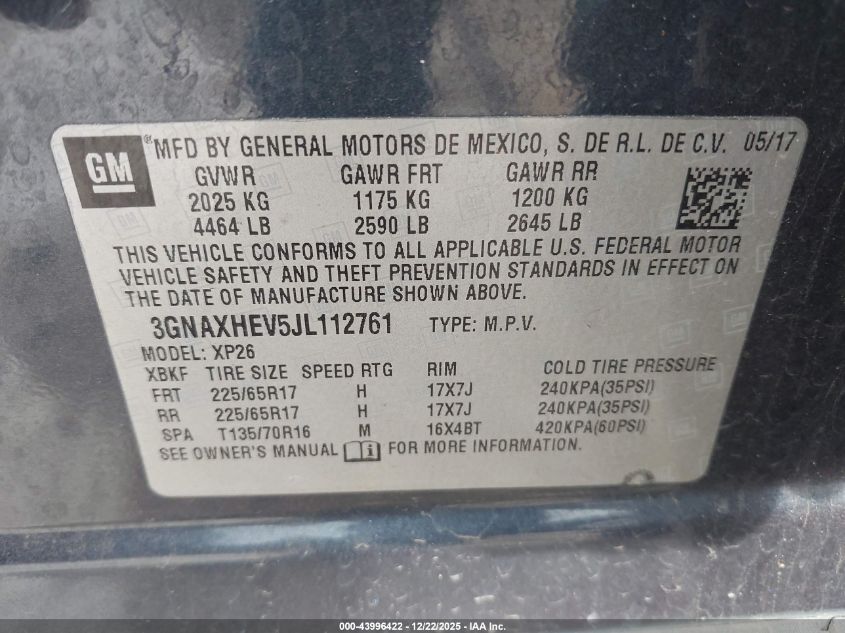 GM ®MFD BY GENERAL MOTORS DE MEXICO, S. DE R.L. DE C.V. 05/17
GVWR GAWR FRT GAWR RR
2025 KG 1175 KG 1200 KG
4464 LB 2590 LB 2645 LB
THIS VEHICLE CONFORMS TO ALL APPLICABLE U.S. FEDERAL MOTOR
VEHICLE SAFETY AND THEFT PREVENTION STANDARDS IN EFFECT ON
THE DATE OF MANUFACTURE SHOWN ABOVE.
3GNAXHEV5JL112761 TYPE: M.P.V.
MODEL: XP26
XBKF TIRE SIZE SPEED RTG RIM COLD TIRE PRESSURE
FRT 225/65R17 H 17X7J 240KPA(35PSI)
RR 225/65R17 H 17X7J 240KPA(35PSI)
SPA T135/70R16 M 16X4BT 420KPA(60PSI)
SEE OWNER'S MANUAL i FOR MORE INFORMATION.
000-43996422 - 12/22/2025 - IAA Inc.